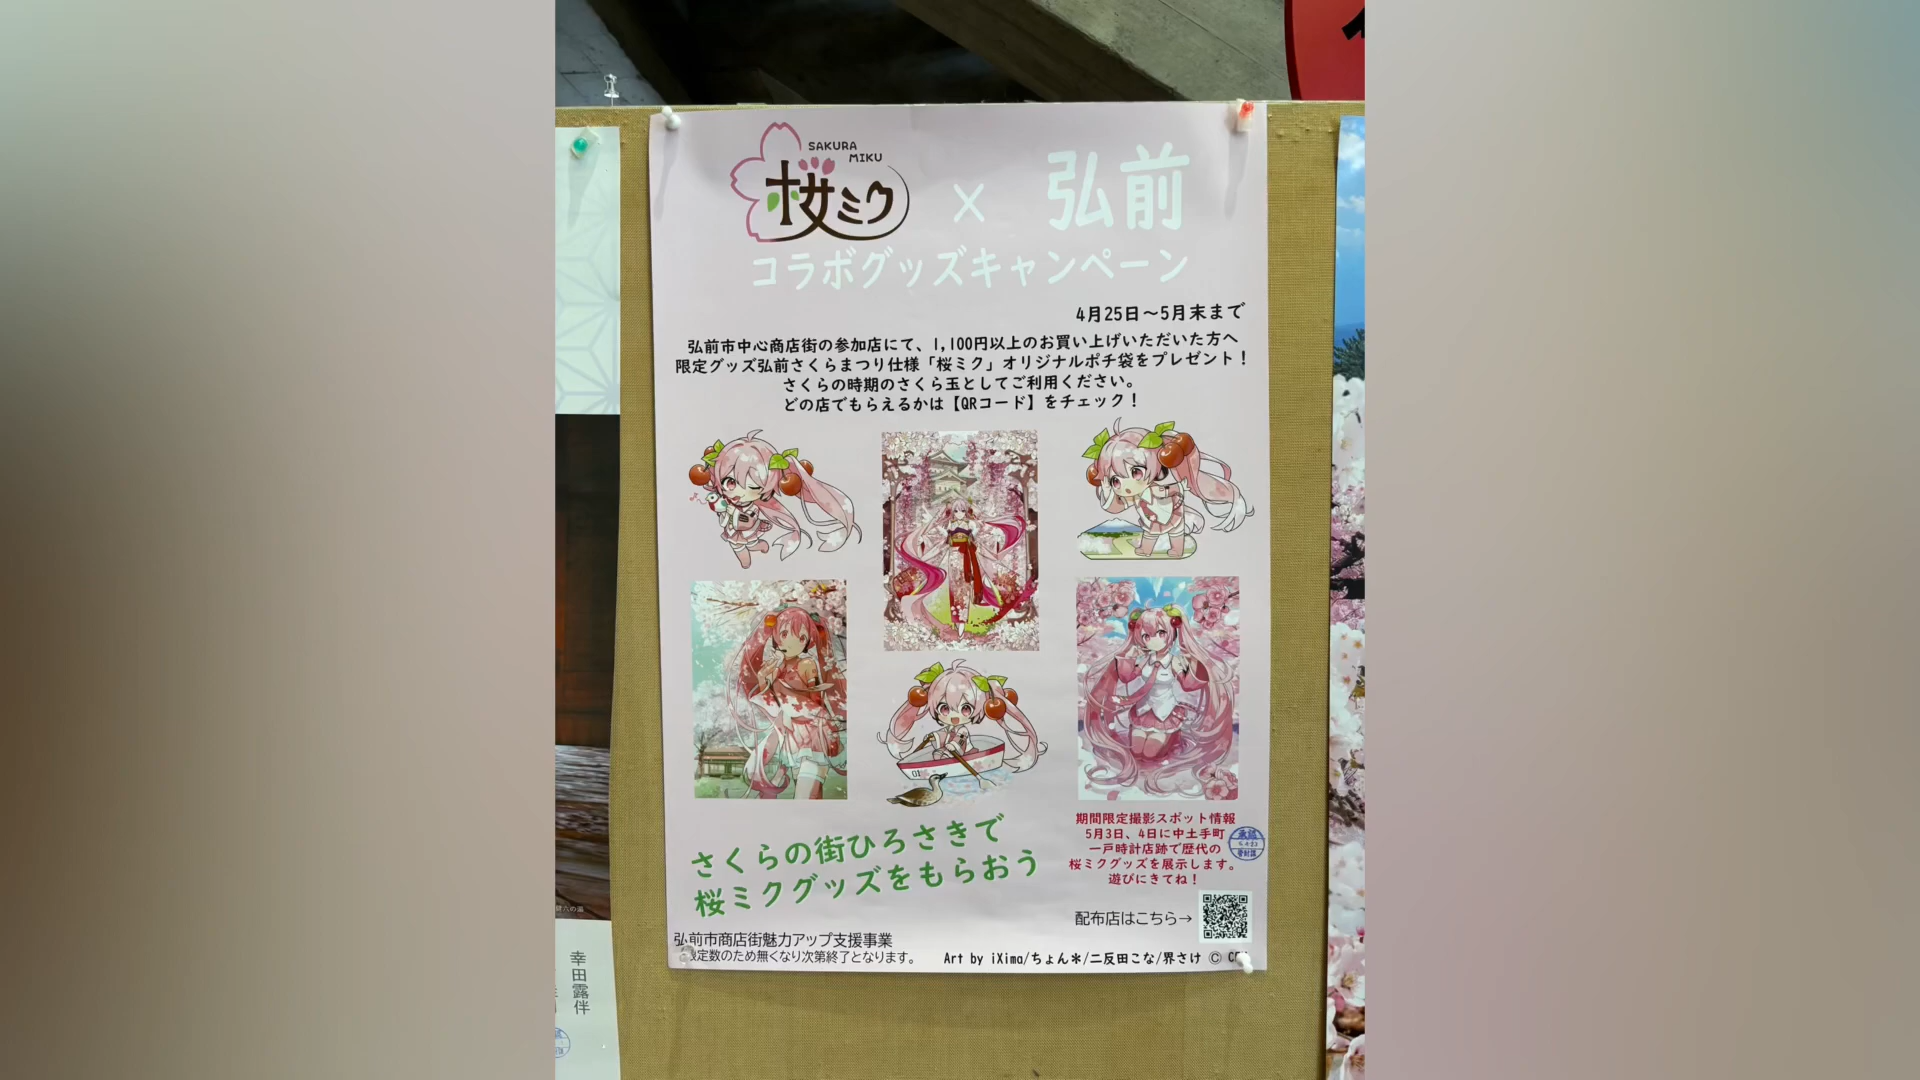 SAKURA
MIKU
桜ミク × 弘前
コラボグッズキャンペーン
4月25日〜5月末まで
弘前市中心商店街の参加店にて、1,100円以上のお買い上げいただいた方へ
限定グッズ弘前さくらまつり仕様「桜ミク」オリジナルポチ袋をプレゼント！
さくらの時期のさくら玉としてご利用ください。
どの店でもらえるかは【QRコード】をチェック！
01
さくらの街ひろさきで
桜ミクグッズをもらおう
期間限定撮影スポット情報
5月3日、4日に中土手町
一戸時計店跡で歴代の
桜ミクグッズを展示します。
遊びにきてね！
配布店はこちら→
弘前市商店街魅力アップ支援事業
定数のため無くなり次第終了となります。
Art by iXima/ちょん＊/二反田こな/界さけ ©
幸田露伴